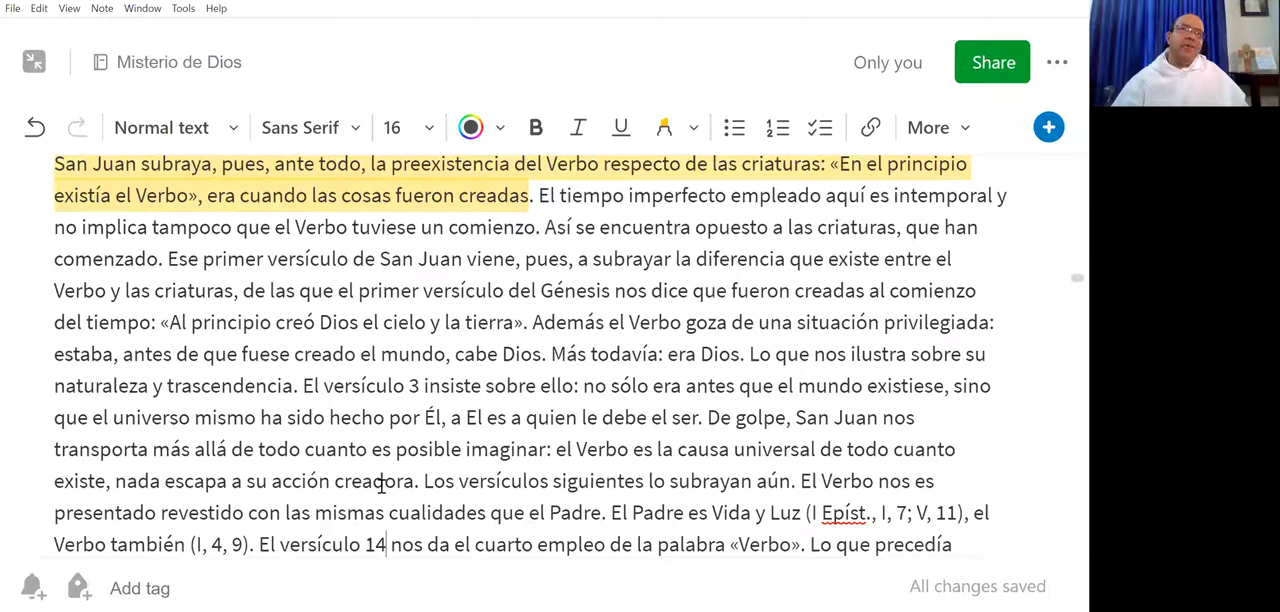 File Edit View Note Window Tools Help
Misterio de Dios
Only you Share
Normal text Sans Serif 16 B I U More
San Juan subraya, pues, ante todo, la preexistencia del Verbo respecto de las criaturas: «En el principio
existía el Verbo», era cuando las cosas fueron creadas. El tiempo imperfecto empleado aquí es intemporal y
no implica tampoco que el Verbo tuviese un comienzo. Así se encuentra opuesto a las criaturas, que han
comenzado. Ese primer versículo de San Juan viene, pues, a subrayar la diferencia que existe entre el
Verbo y las criaturas, de las que el primer versículo del Génesis nos dice que fueron creadas al comienzo
del tiempo: «Al principio creó Dios el cielo y la tierra». Además el Verbo goza de una situación privilegiada:
estaba, antes de que fuese creado el mundo, cabe Dios. Más todavía: era Dios. Lo que nos ilustra sobre su
naturaleza y trascendencia. El versículo 3 insiste sobre ello: no sólo era antes que el mundo existiese, sino
que el universo mismo ha sido hecho por Él, a El es a quien le debe el ser. De golpe, San Juan nos
transporta más allá de todo cuanto es posible imaginar: el Verbo es la causa universal de todo cuanto
existe, nada escapa a su acción creadora. Los versículos siguientes lo subrayan aún. El Verbo nos es
presentado revestido con las mismas cualidades que el Padre. El Padre es Vida y Luz (I Epíst., I, 7; V, 11), el
Verbo también (I, 4, 9). El versículo 14 nos da el cuarto empleo de la palabra «Verbo». Lo que precedía
Add tag
All changes saved